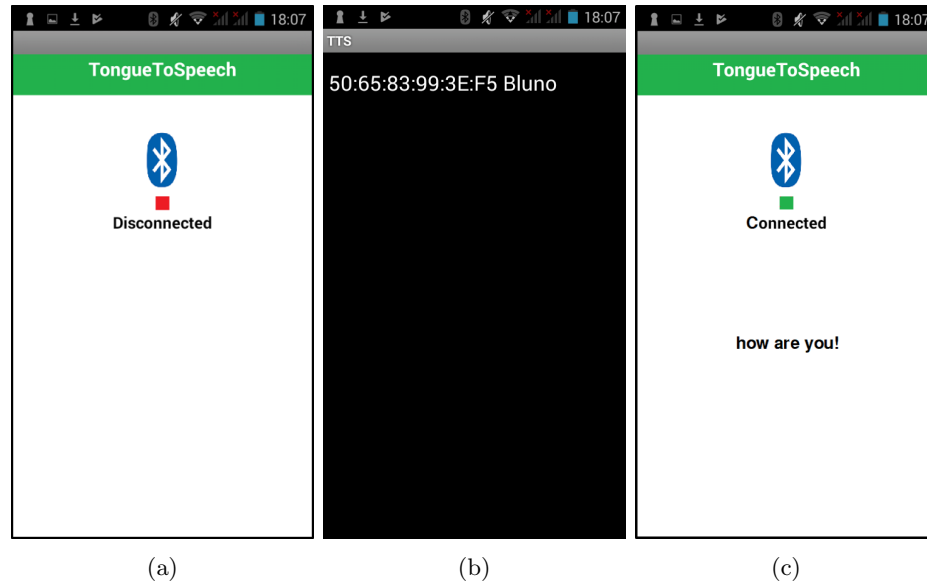 18:07
TongueToSpeech
Disconnected
(a)
18:07
TTS
50:65:83:99:3E:F5 Bluno
(b)
18:07
TongueToSpeech
Connected
how are you!
(c)